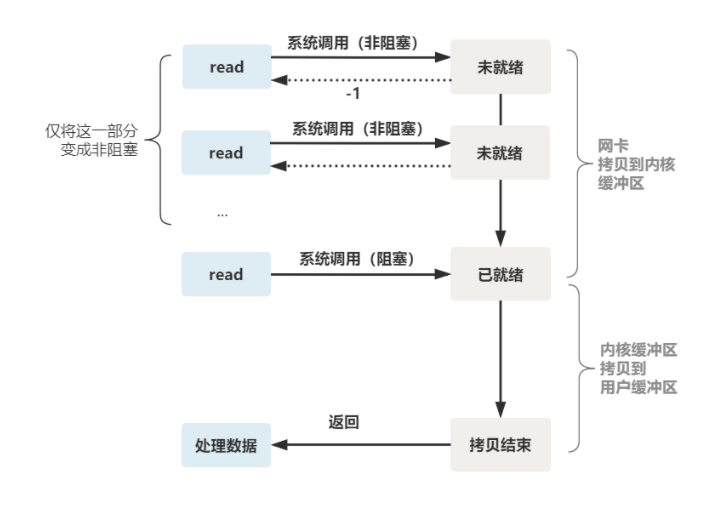 系统调用（非阻塞）
read
未就绪
-1
仅将这一部分
变成非阻塞
系统调用（非阻塞）
read
未就绪
网卡
拷贝到内核
缓冲区
...
系统调用（阻塞）
read
已就绪
内核缓冲区
拷贝到
用户缓冲区
返回
处理数据
拷贝结束